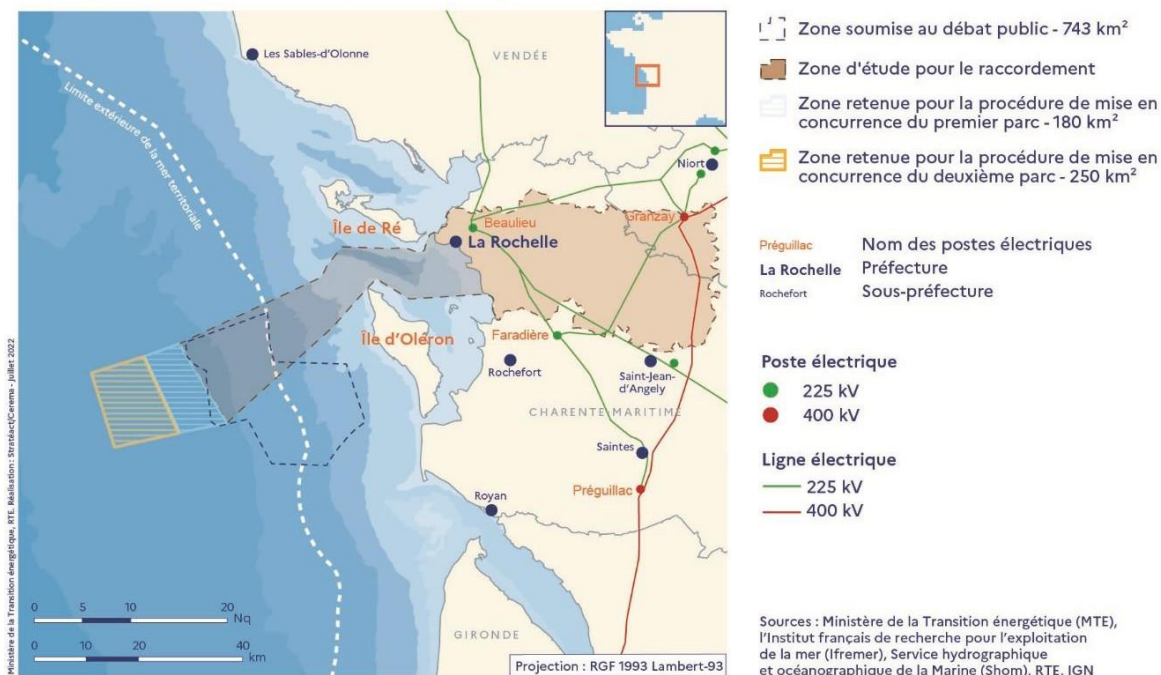 Les Sables-d'Olonne
VENDÉE
Limite extérieure de la mer territoriale
Niort
Île de Ré
Beaulieu
Granzay
La Rochelle
Île d'Oléron
Faradière
Rochefort
Saint-Jean-
d'Angely
CHARENTE MARITIME
Saintes
Préguillac
Royan
GIRONDE
0 5 10 20
Nq
0 10 20 40
km
Projection : RGF 1993 Lambert-93
Ministère de la Transition énergétique, RTE. Réalisation : Stratéact/Cerema - Juillet 2022
Zone soumise au débat public - 743 km²
Zone d'étude pour le raccordement
Zone retenue pour la procédure de mise en
concurrence du premier parc - 180 km²
Zone retenue pour la procédure de mise en
concurrence du deuxième parc - 250 km²
Préguillac Nom des postes électriques
La Rochelle Préfecture
Rochefort Sous-préfecture
Poste électrique
225 kV
400 kV
Ligne électrique
225 kV
400 kV
Sources : Ministère de la Transition énergétique (MTE),
l'Institut français de recherche pour l'exploitation
de la mer (Ifremer), Service hydrographique
et océanographique de la Marine (Shom), RTE, IGN